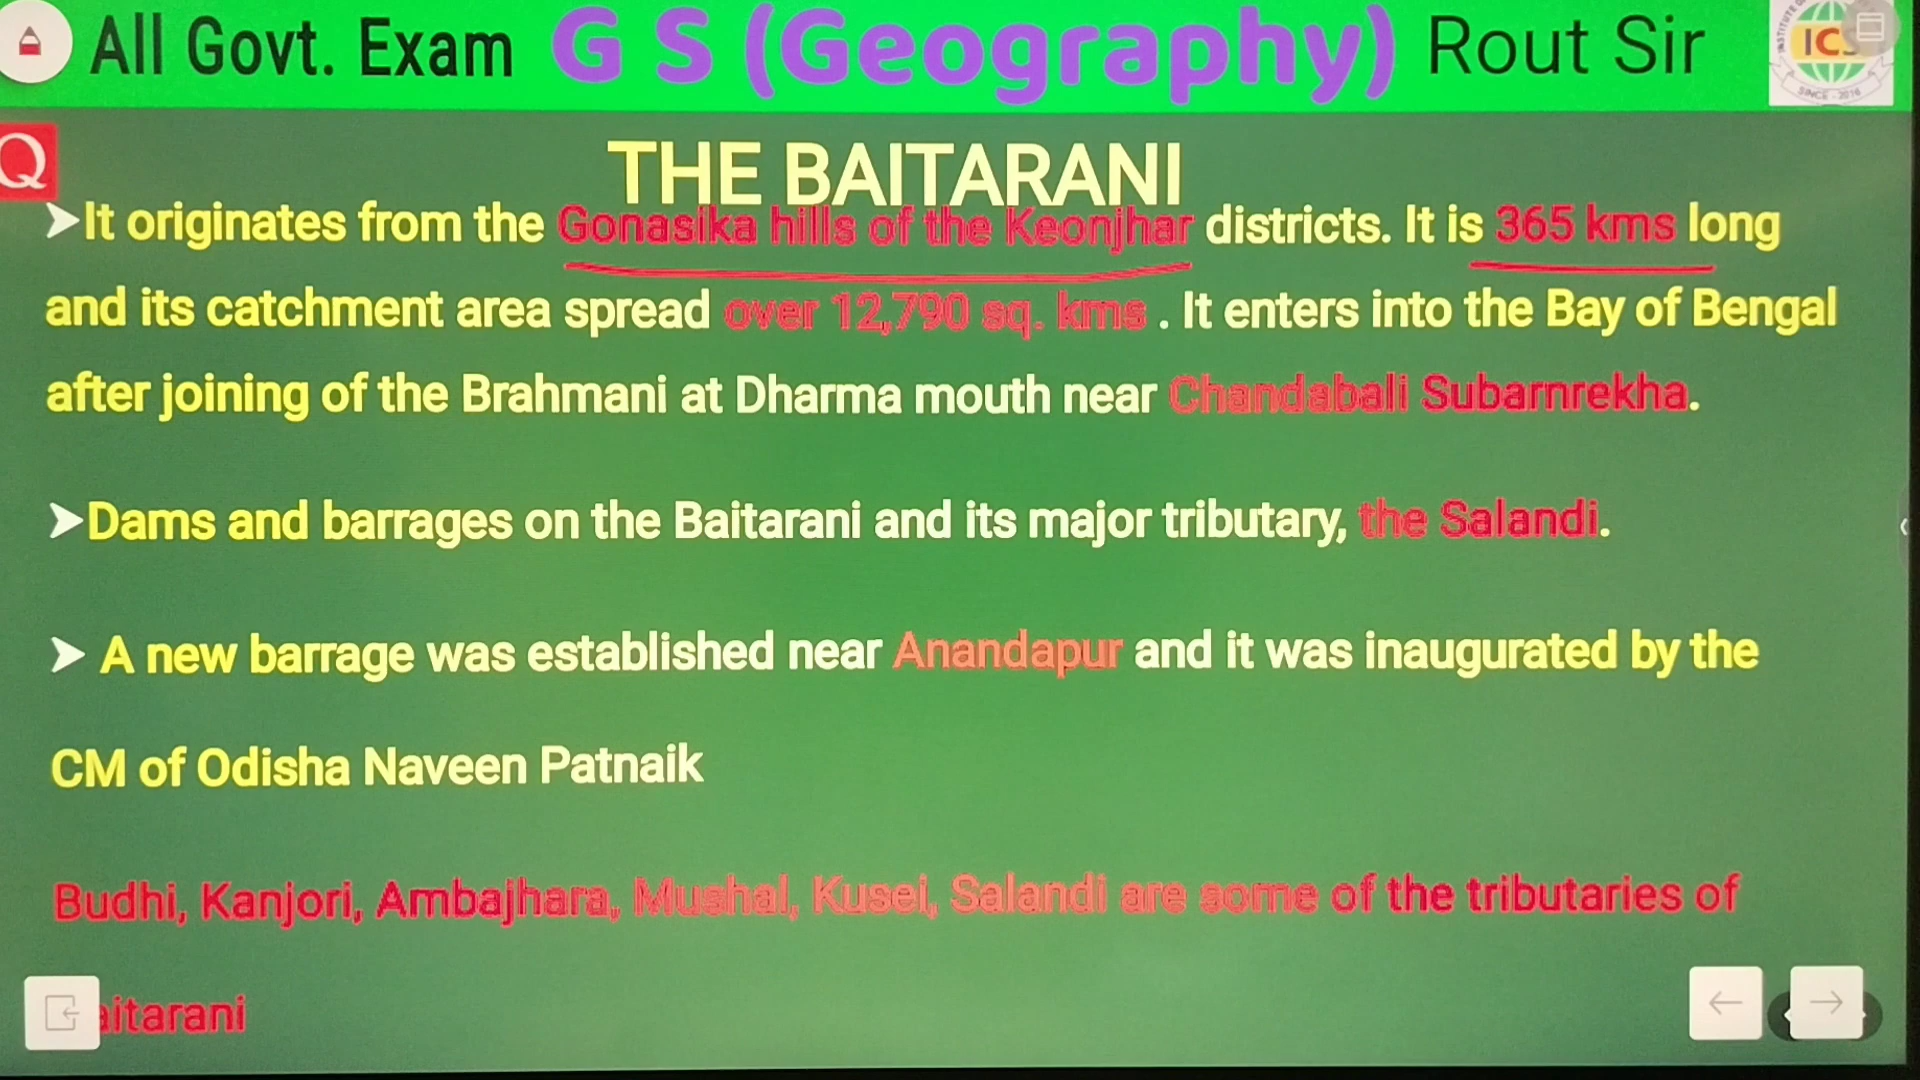 All Govt. Exam G S (Geography) Rout Sir
ICS
SINCE - 2016
Q
THE BAITARANI
➤It originates from the Gonasika hills of the Keonjhar districts. It is 365 kms long
and its catchment area spread over 12,790 sq. kms . It enters into the Bay of Bengal
after joining of the Brahmani at Dharma mouth near Chandabali Subarnrekha.
➤Dams and barrages on the Baitarani and its major tributary, the Salandi.
➤ A new barrage was established near Anandapur and it was inaugurated by the
CM of Odisha Naveen Patnaik
Budhi, Kanjori, Ambajhara, Mushal, Kusei, Salandi are some of the tributaries of
aitarani